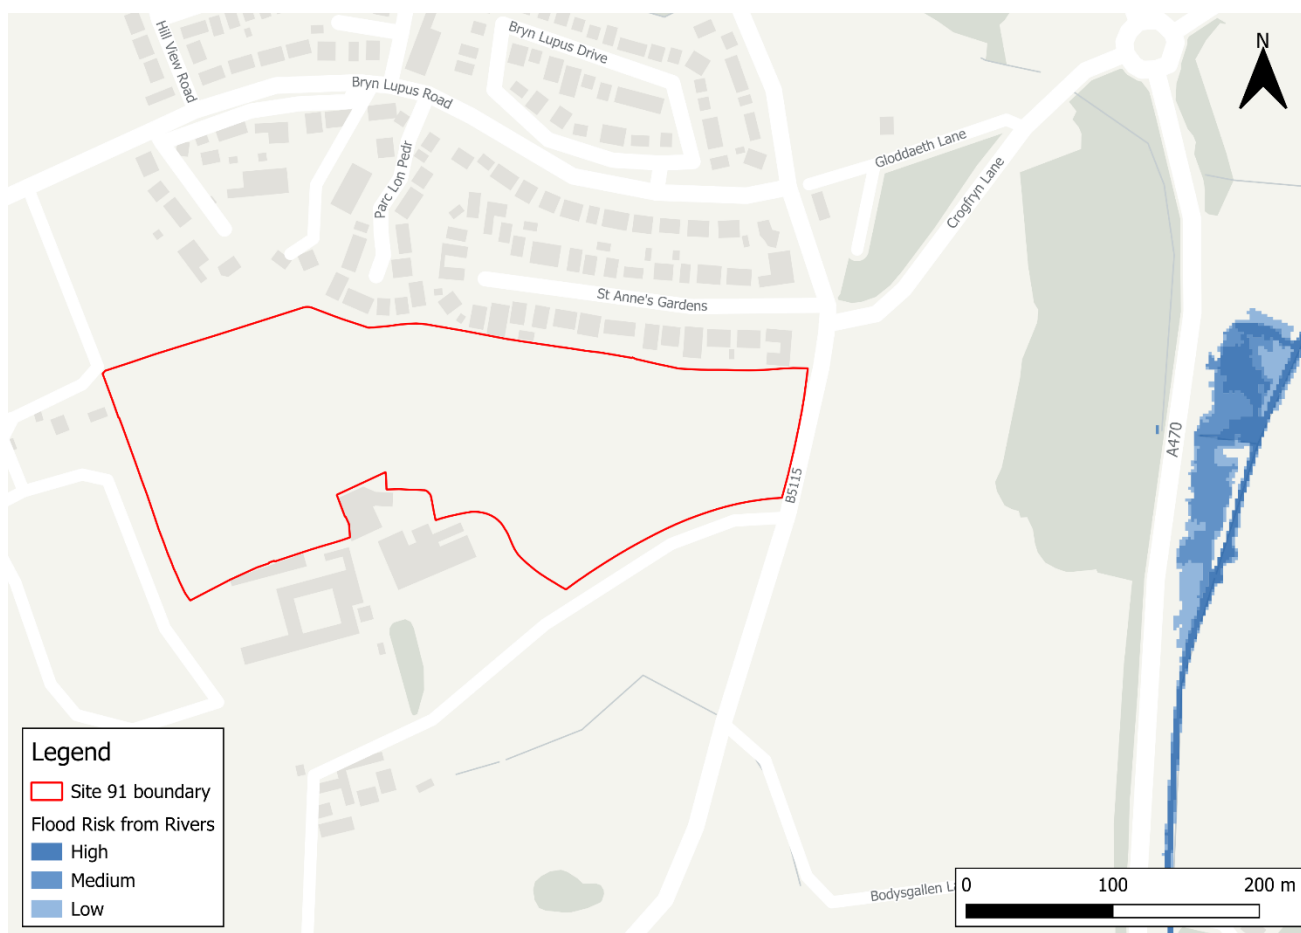 Hill View Road
Bryn Lupus Drive
Bryn Lupus Road
N
Parc Lon Pedr
Gloddaeth Lane
Crogfryn Lane
St Anne's Gardens
A470
B5115
Legend
Site 91 boundary
Flood Risk from Rivers
High
Medium
Low
Bodysgallen
0 100 200 m